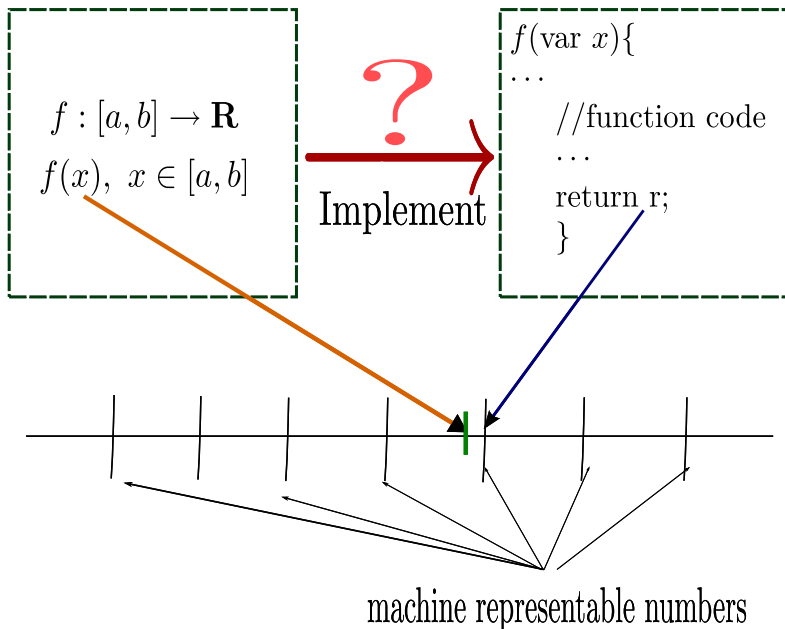 f : [a, b] → R
f(x), x ∈ [a, b]
?
Implement
f(var x){
···
//function code
···
return r;
}
machine representable numbers